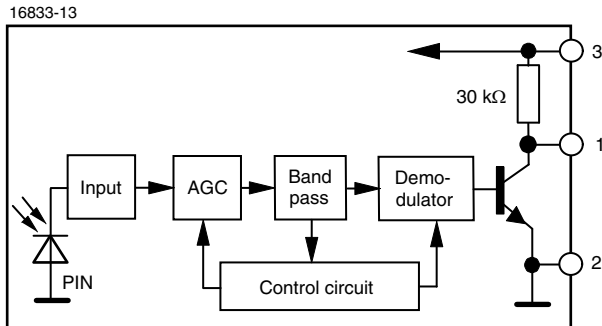 16833-13
3
30 kΩ
1
Input
AGC
Band
pass
Demo-
dulator
PIN
Control circuit
2